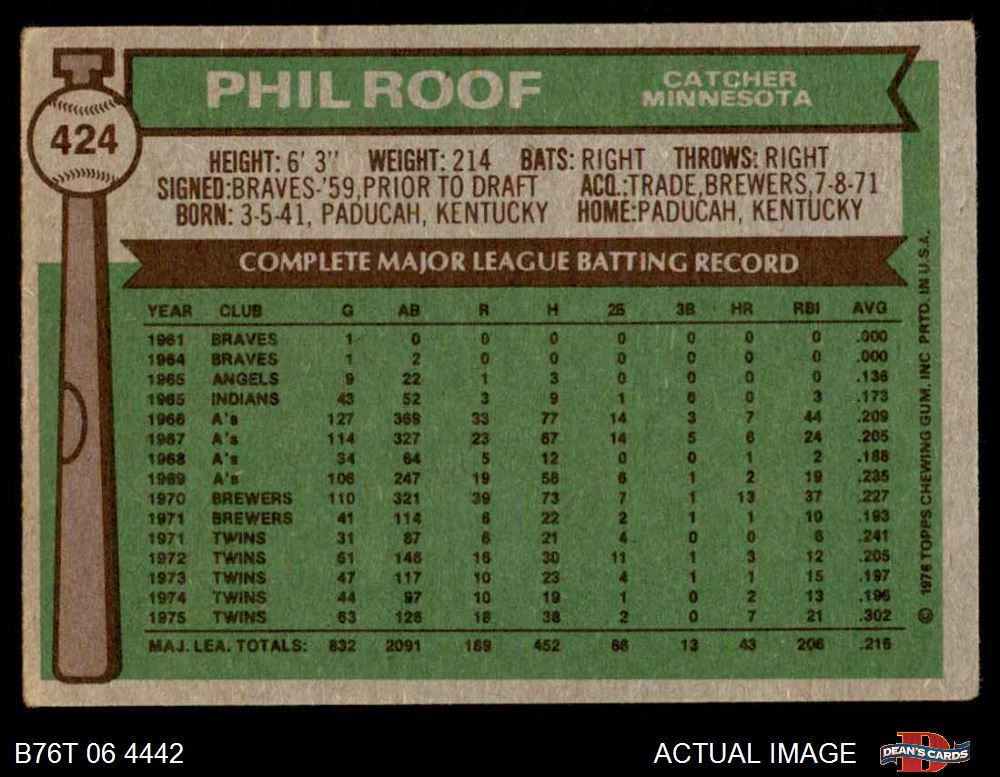 424
PHIL ROOF
CATCHER
MINNESOTA
HEIGHT: 6' 3" WEIGHT: 214 BATS: RIGHT THROWS: RIGHT
SIGNED:BRAVES-'59,PRIOR TO DRAFT ACQ.:TRADE,BREWERS,7-8-71
BORN: 3-5-41, PADUCAH, KENTUCKY HOME:PADUCAH, KENTUCKY
COMPLETE MAJOR LEAGUE BATTING RECORD
YEAR CLUB G AB R H 2B 3B HR RBI AVG
1961 BRAVES 1 0 0 0 0 0 0 0 .000
1964 BRAVES 1 2 0 0 0 0 0 0 .000
1965 ANGELS 9 22 1 3 0 0 0 0 .136
1965 INDIANS 43 52 3 9 1 0 0 3 .173
1966 A's 127 369 33 77 14 3 7 44 .209
1967 A's 114 327 23 67 14 5 6 24 .205
1968 A's 34 64 5 12 0 0 1 2 .188
1969 A's 106 247 19 58 6 1 2 19 .235
1970 BREWERS 110 321 39 73 7 1 13 37 .227
1971 BREWERS 41 114 6 22 2 1 1 10 .193
1971 TWINS 31 87 6 21 4 0 0 6 .241
1972 TWINS 61 146 16 30 11 1 3 12 .205
1973 TWINS 47 117 10 23 4 1 1 15 .197
1974 TWINS 44 97 10 19 1 0 2 13 .196
1975 TWINS 63 126 18 38 2 0 7 21 .302
MAJ. LEA. TOTALS: 832 2091 189 452 66 13 43 206 .216
© 1976 TOPPS CHEWING GUM, INC PRTD. IN U.S.A.
B76T 06 4442
ACTUAL IMAGE
D
DEAN'S CARDS